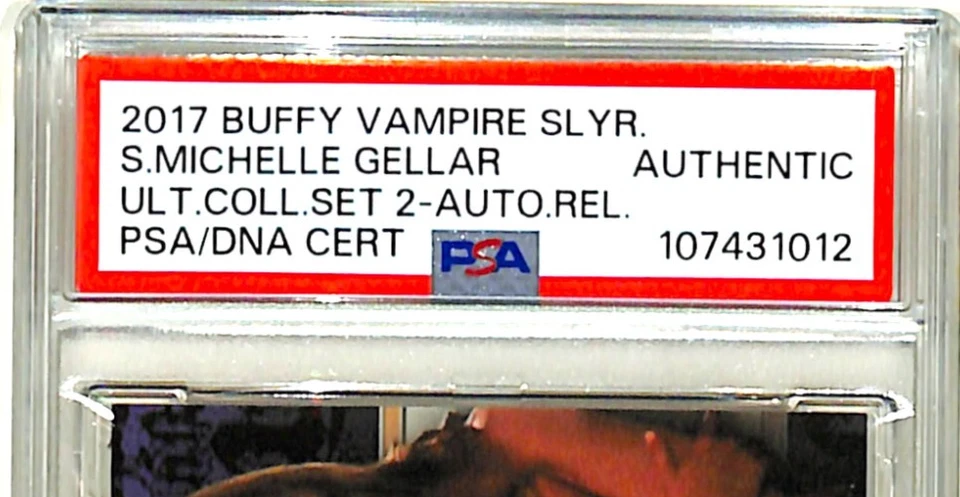 2017 BUFFY VAMPIRE SLYR.
S.MICHELLE GELLAR AUTHENTIC
ULT.COLL.SET 2-AUTO.REL.
PSA/DNA CERT PSA 107431012